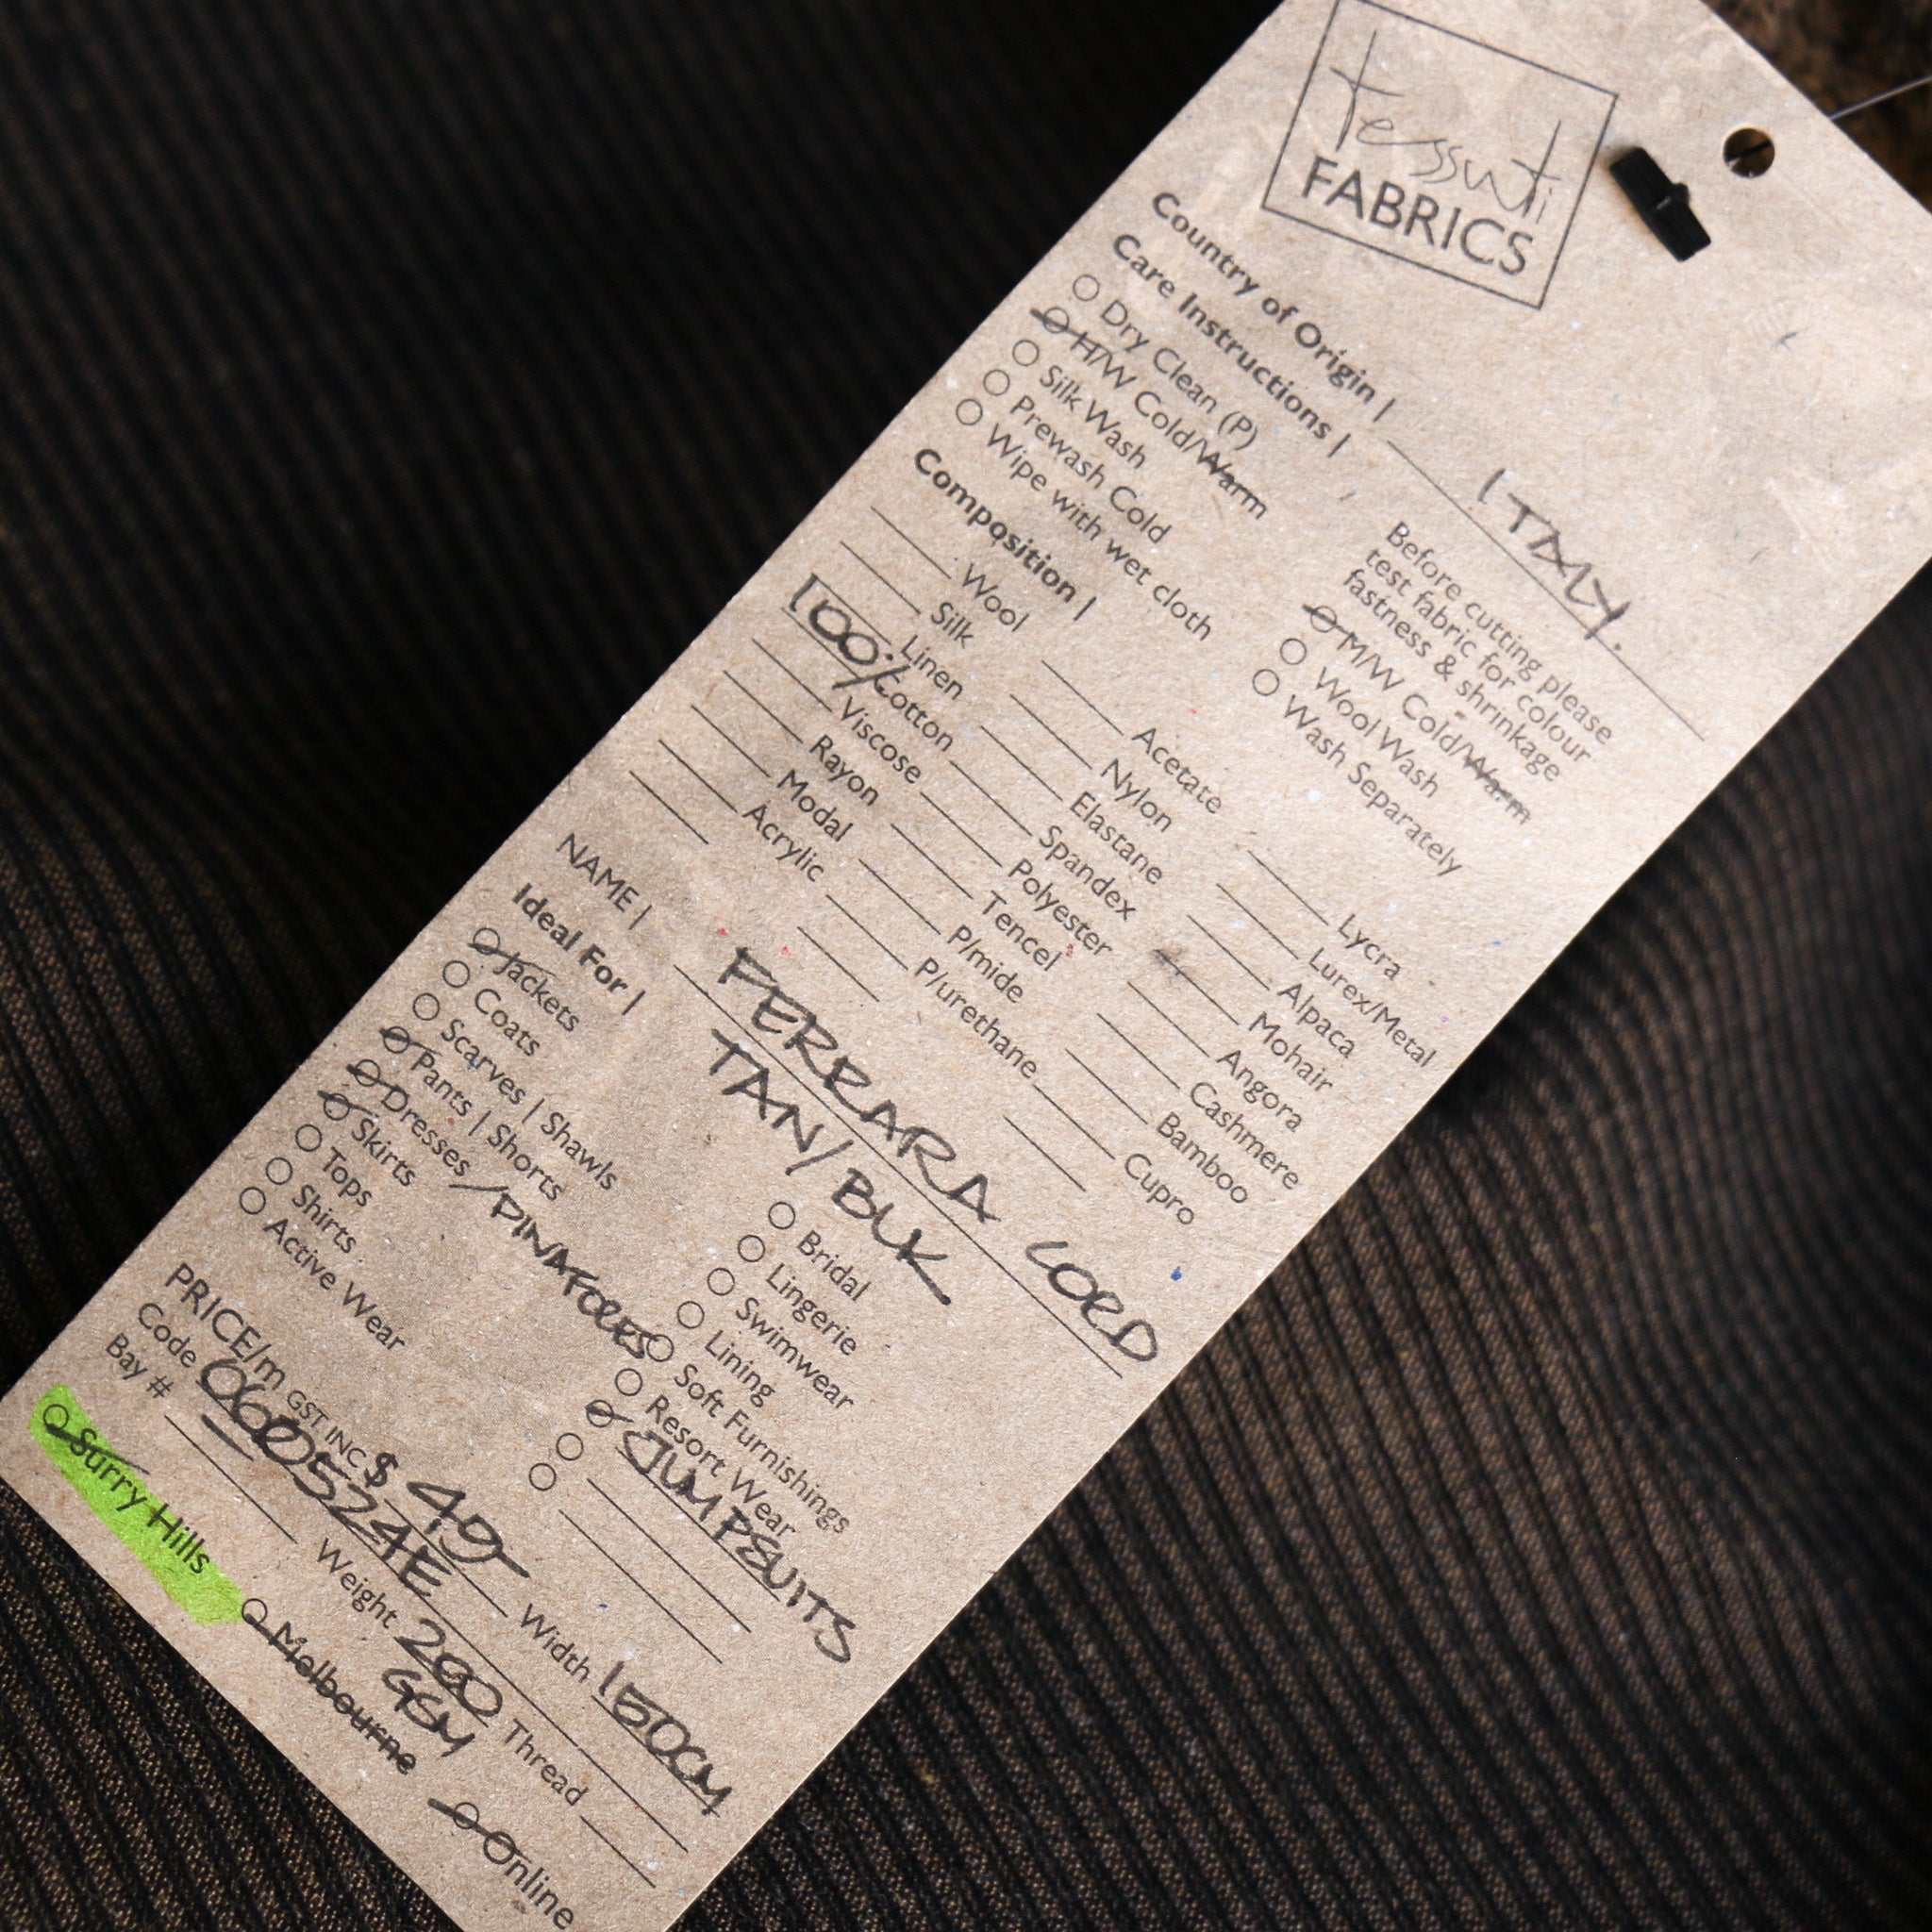 tessuti
FABRICS
Country of Origin | ITALY.
Care Instructions |
Before cutting please
test fabric for colour
fastness & shrinkage
Dry Clean (P)
H/W Cold/Warm
M/W Cold/Warm
Silk Wash
Wool Wash
Prewash Cold
Wash Separately
Wipe with wet cloth
Composition |
Wool Acetate Lycra
Silk Nylon Lurex/Metal
Linen Elastane Alpaca
100% Cotton Spandex Mohair
Viscose Polyester Angora
Rayon Tencel Cashmere
Modal P/mide Bamboo
Acrylic P/urethane Cupro
NAME | FERRARA CORD
TAN/BLK
Ideal For |
Jackets Bridal
Coats Lingerie
Scarves | Shawls Swimwear
Pants | Shorts Lining
Dresses / PINAFORES Soft Furnishings
Skirts Resort Wear
Tops JUMPSUITS
Shirts
Active Wear
PRICE/m GST INC $ 49- Width 150CM
Code 0600524E
Bay # Weight 200 GSM Thread
Surry Hills Melbourne Online